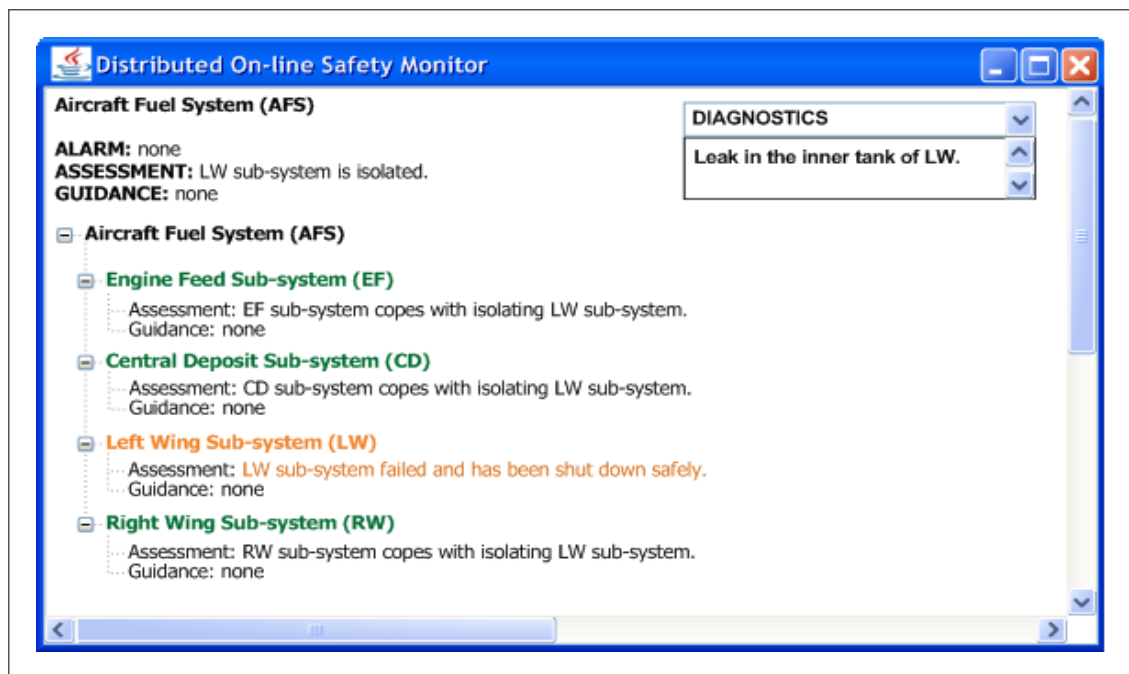 Distributed On-line Safety Monitor
Aircraft Fuel System (AFS)
DIAGNOSTICS
ALARM: none
Leak in the inner tank of LW.
ASSESSMENT: LW sub-system is isolated.
GUIDANCE: none
Aircraft Fuel System (AFS)
Engine Feed Sub-system (EF)
Assessment: EF sub-system copes with isolating LW sub-system.
Guidance: none
Central Deposit Sub-system (CD)
Assessment: CD sub-system copes with isolating LW sub-system.
Guidance: none
Left Wing Sub-system (LW)
Assessment: LW sub-system failed and has been shut down safely.
Guidance: none
Right Wing Sub-system (RW)
Assessment: RW sub-system copes with isolating LW sub-system.
Guidance: none